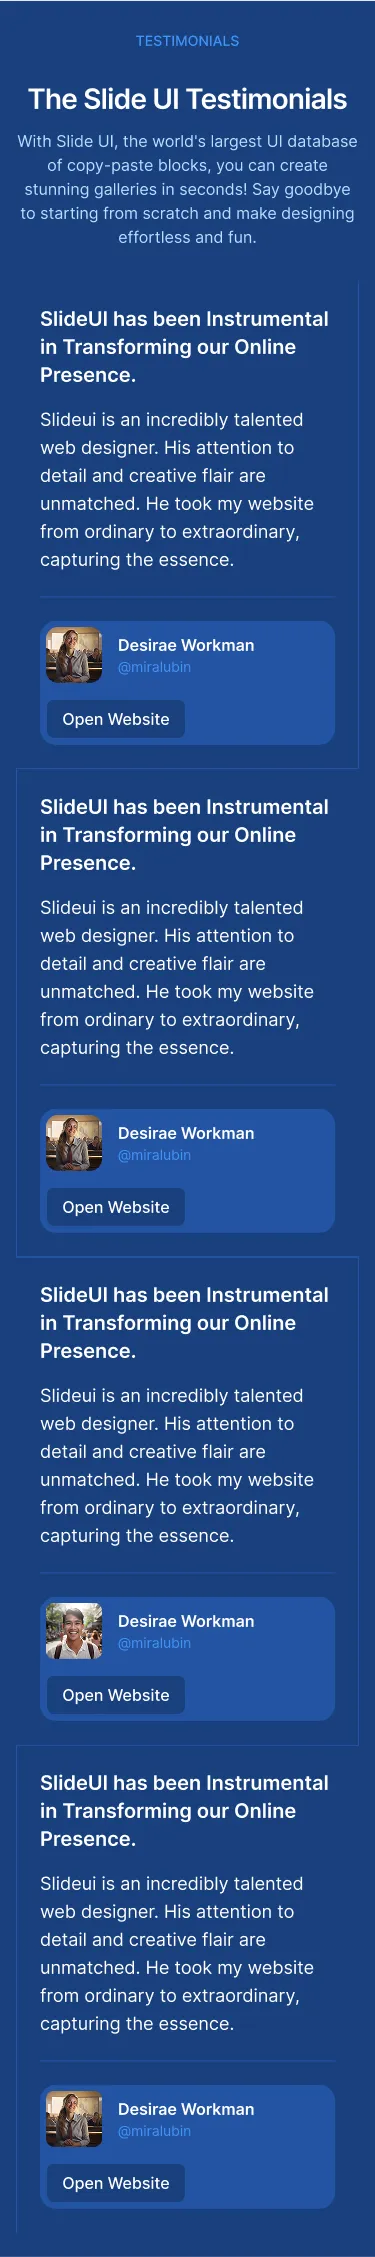 TESTIMONIALS
The Slide UI Testimonials
With Slide UI, the world's largest UI database
of copy-paste blocks, you can create
stunning galleries in seconds! Say goodbye
to starting from scratch and make designing
effortless and fun.
SlideUI has been Instrumental
in Transforming our Online
Presence.
Slideui is an incredibly talented
web designer. His attention to
detail and creative flair are
unmatched. He took my website
from ordinary to extraordinary,
capturing the essence.
Desirae Workman
@miralubin
Open Website
SlideUI has been Instrumental
in Transforming our Online
Presence.
Slideui is an incredibly talented
web designer. His attention to
detail and creative flair are
unmatched. He took my website
from ordinary to extraordinary,
capturing the essence.
Desirae Workman
@miralubin
Open Website
SlideUI has been Instrumental
in Transforming our Online
Presence.
Slideui is an incredibly talented
web designer. His attention to
detail and creative flair are
unmatched. He took my website
from ordinary to extraordinary,
capturing the essence.
Desirae Workman
@miralubin
Open Website
SlideUI has been Instrumental
in Transforming our Online
Presence.
Slideui is an incredibly talented
web designer. His attention to
detail and creative flair are
unmatched. He took my website
from ordinary to extraordinary,
capturing the essence.
Desirae Workman
@miralubin
Open Website